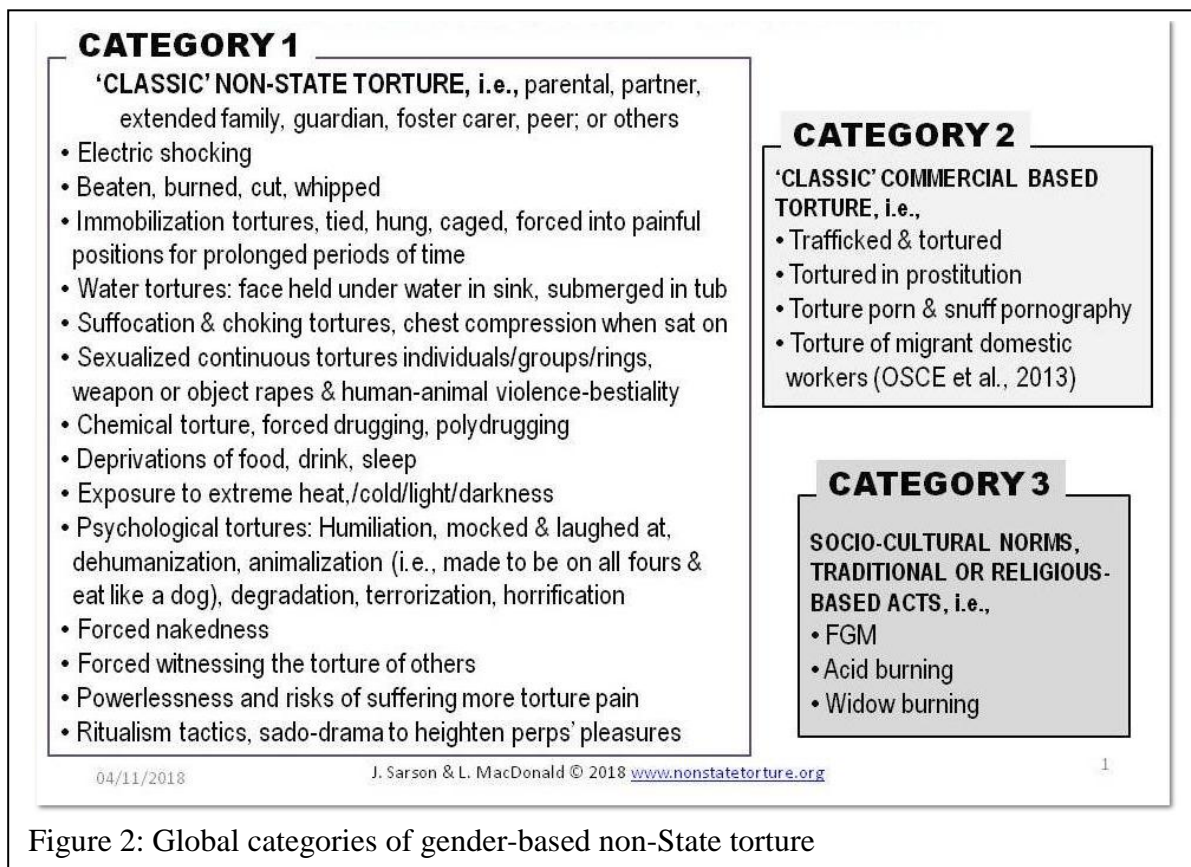 CATEGORY 1
‘CLASSIC’ NON-STATE TORTURE, i.e., parental, partner,
extended family, guardian, foster carer, peer; or others
• Electric shocking
• Beaten, burned, cut, whipped
• Immobilization tortures, tied, hung, caged, forced into painful
positions for prolonged periods of time
• Water tortures: face held under water in sink, submerged in tub
• Suffocation & choking tortures, chest compression when sat on
• Sexualized continuous tortures individuals/groups/rings,
weapon or object rapes & human-animal violence-bestiality
• Chemical torture, forced drugging, polydrugging
• Deprivations of food, drink, sleep
• Exposure to extreme heat,/cold/light/darkness
• Psychological tortures: Humiliation, mocked & laughed at,
dehumanization, animalization (i.e., made to be on all fours &
eat like a dog), degradation, terrorization, horrification
• Forced nakedness
• Forced witnessing the torture of others
• Powerlessness and risks of suffering more torture pain
• Ritualism tactics, sado-drama to heighten perps’ pleasures
CATEGORY 2
‘CLASSIC’ COMMERCIAL BASED
TORTURE, i.e.,
• Trafficked & tortured
• Tortured in prostitution
• Torture porn & snuff pornography
• Torture of migrant domestic
workers (OSCE et al., 2013)
CATEGORY 3
SOCIO-CULTURAL NORMS,
TRADITIONAL OR RELIGIOUS-
BASED ACTS, i.e.,
• FGM
• Acid burning
• Widow burning
04/11/2018
J. Sarson & L. MacDonald © 2018 www.nonstatetorture.org
1
Figure 2: Global categories of gender-based non-State torture